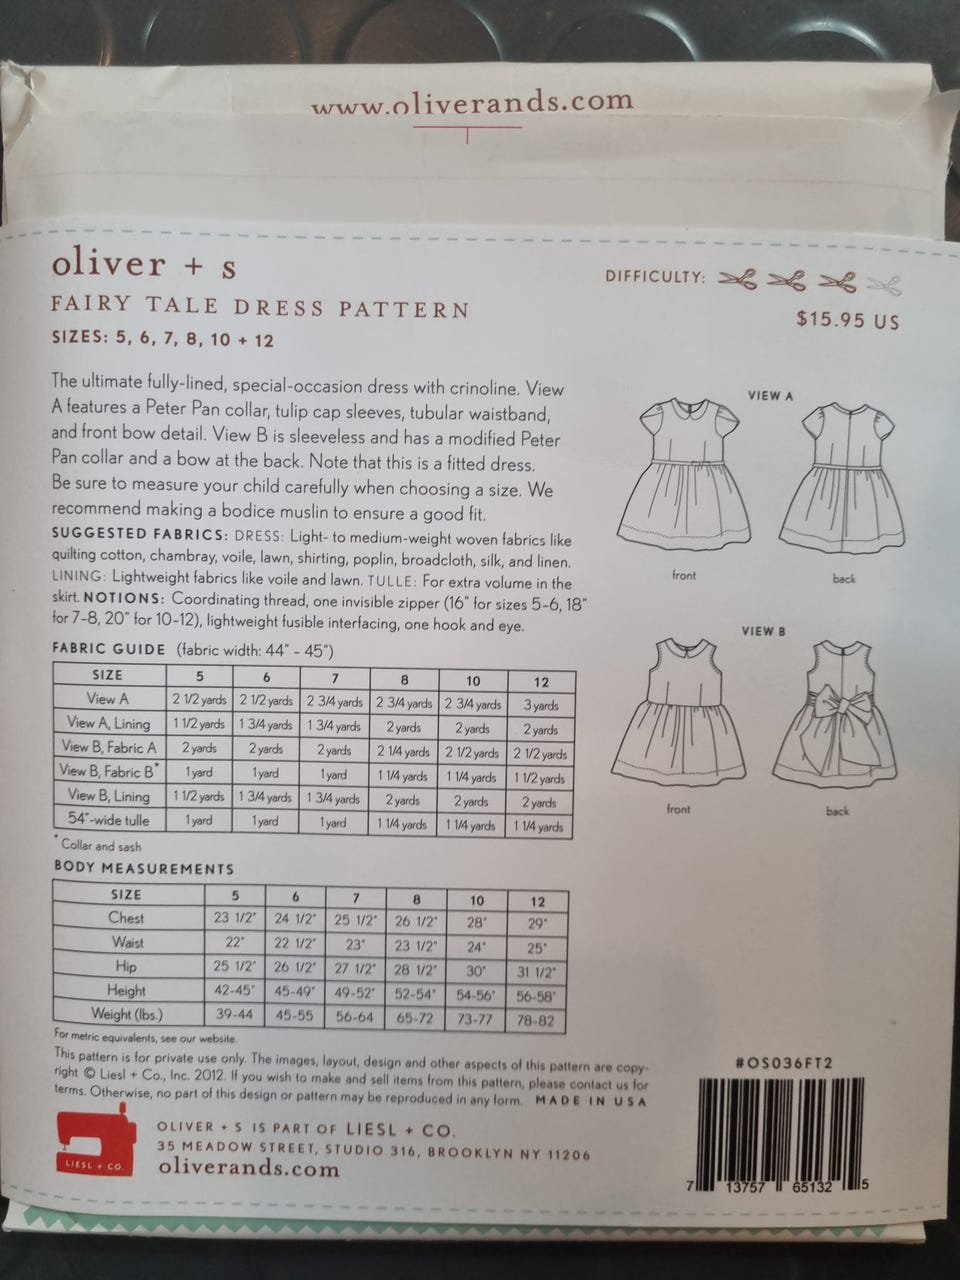 www.oliverands.com
oliver + s
FAIRY TALE DRESS PATTERN
SIZES: 5, 6, 7, 8, 10 + 12
DIFFICULTY:
$15.95 US
The ultimate fully-lined, special-occasion dress with crinoline. View
A features a Peter Pan collar, tulip cap sleeves, tubular waistband,
and front bow detail. View B is sleeveless and has a modified Peter
Pan collar and a bow at the back. Note that this is a fitted dress.
Be sure to measure your child carefully when choosing a size. We
recommend making a bodice muslin to ensure a good fit.
SUGGESTED FABRICS: DRESS: Light- to medium-weight woven fabrics like
quilting cotton, chambray, voile, lawn, shirting, poplin, broadcloth, silk, and linen.
LINING: Lightweight fabrics like voile and lawn. TULLE: For extra volume in the
skirt. NOTIONS: Coordinating thread, one invisible zipper (16" for sizes 5-6, 18"
for 7-8, 20" for 10-12), lightweight fusible interfacing, one hook and eye.
FABRIC GUIDE (fabric width: 44" - 45")
SIZE 5 6 7 8 10 12
View A 2 1/2 yards 2 1/2 yards 2 3/4 yards 2 3/4 yards 2 3/4 yards 3 yards
View A, Lining 1 1/2 yards 1 3/4 yards 1 3/4 yards 2 yards 2 yards 2 yards
View B, Fabric A 2 yards 2 yards 2 yards 2 1/4 yards 2 1/2 yards 2 1/2 yards
View B, Fabric B* 1 yard 1 yard 1 yard 1 1/4 yards 1 1/4 yards 1 1/2 yards
View B, Lining 1 1/2 yards 1 3/4 yards 1 3/4 yards 2 yards 2 yards 2 yards
54"-wide tulle 1 yard 1 yard 1 yard 1 1/4 yards 1 1/4 yards 1 1/4 yards
* Collar and sash
BODY MEASUREMENTS
SIZE 5 6 7 8 10 12
Chest 23 1/2" 24 1/2" 25 1/2" 26 1/2" 28" 29"
Waist 22" 22 1/2" 23" 23 1/2" 24" 25"
Hip 25 1/2" 26 1/2" 27 1/2" 28 1/2" 30" 31 1/2"
Height 42-45" 45-49" 49-52" 52-54" 54-56" 56-58"
Weight (lbs.) 39-44 45-55 56-64 65-72 73-77 78-82
For metric equivalents, see our website.
This pattern is for private use only. The images, layout, design and other aspects of this pattern are copy-
right © Liesl + Co., Inc. 2012. If you wish to make and sell items from this pattern, please contact us for
terms. Otherwise, no part of this design or pattern may be reproduced in any form. MADE IN USA
LIESL + CO.
OLIVER + S IS PART OF LIESL + CO.
35 MEADOW STREET, STUDIO 316, BROOKLYN NY 11206
oliverands.com
VIEW A
front
back
VIEW B
front
back
#OS036FT2
7 13757 65132 5